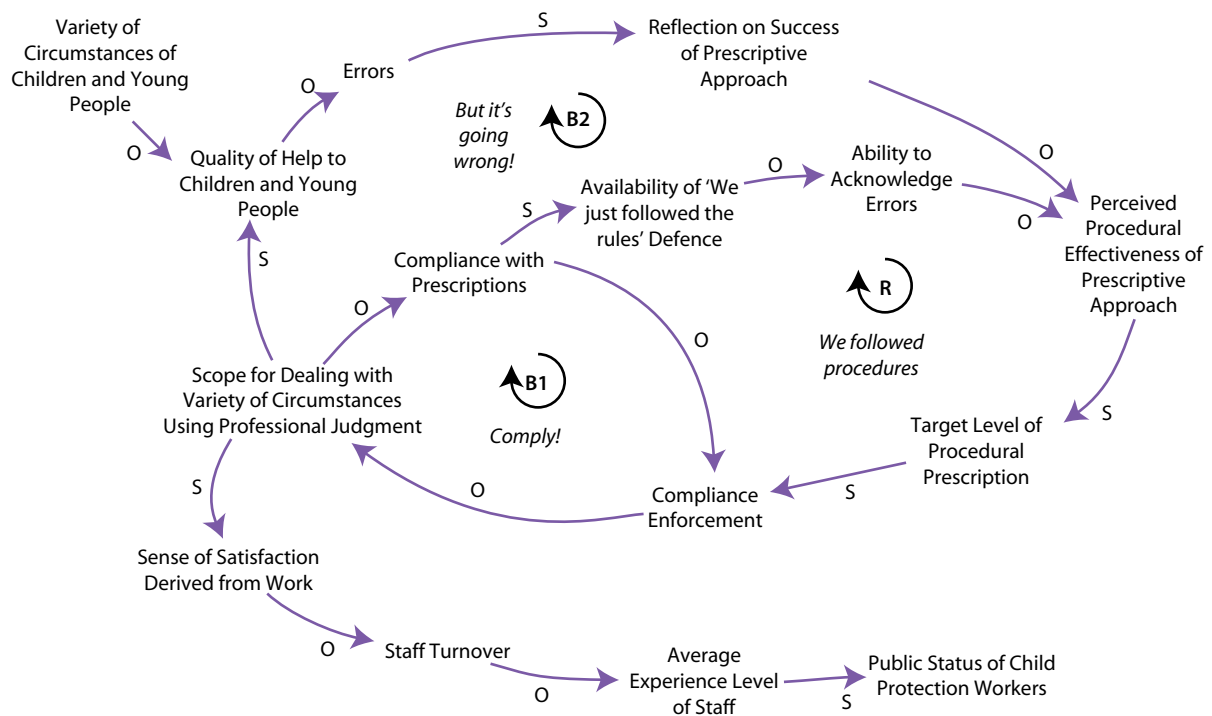 Variety of
Circumstances of
Children and Young
People
O
Quality of Help to
Children and Young
People
O
Errors
S
Reflection on Success
of Prescriptive
Approach
O
But it's
going
wrong!
B2
S
Compliance with
Prescriptions
S
Availability of ‘We
just followed the
rules’ Defence
O
Ability to
Acknowledge
Errors
O
Perceived
Procedural
Effectiveness of
Prescriptive
Approach
R
We followed
procedures
O
O
B1
Comply!
Scope for Dealing with
Variety of Circumstances
Using Professional Judgment
S
Target Level of
Procedural
Prescription
S
Compliance
Enforcement
O
S
Sense of Satisfaction
Derived from Work
O
Staff Turnover
O
Average
Experience Level
of Staff
S
Public Status of Child
Protection Workers